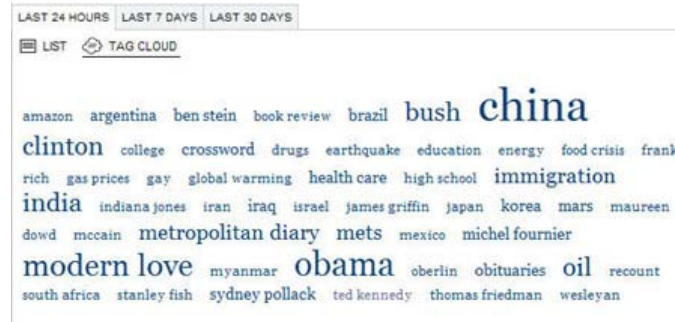 LAST 24 HOURS LAST 7 DAYS LAST 30 DAYS
LIST TAG CLOUD
amazon argentina ben stein book review brazil bush china
clinton college crossword drugs earthquake education energy food crisis frank
rich gas prices gay global warming health care high school immigration
india indiana jones iran iraq israel james griffin japan korea mars maureen
dowd mccain metropolitan diary mets mexico michel fournier
modern love myanmar obama oberlin obituaries oil recount
south africa stanley fish sydney pollack ted kennedy thomas friedman wesleyan